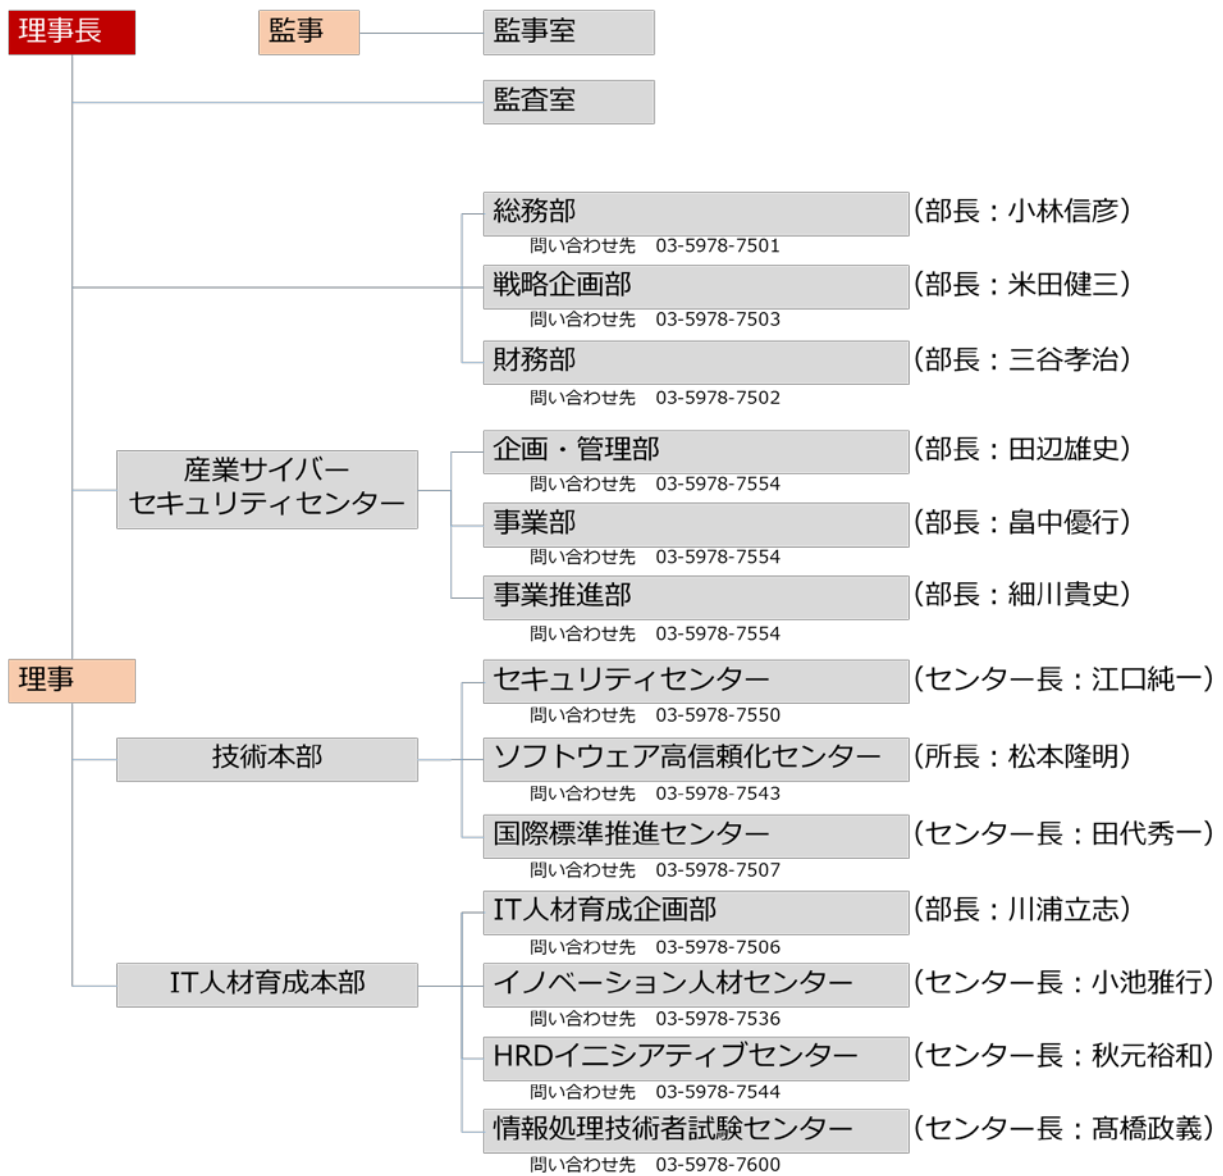 理事長
監事
監事室
監査室
総務部
(部長：小林信彦)
問い合わせ先 03-5978-7501
戦略企画部
(部長：米田健三)
問い合わせ先 03-5978-7503
財務部
(部長：三谷孝治)
問い合わせ先 03-5978-7502
産業サイバー
セキュリティセンター
企画・管理部
(部長：田辺雄史)
問い合わせ先 03-5978-7554
事業部
(部長：畠中優行)
問い合わせ先 03-5978-7554
事業推進部
(部長：細川貴史)
問い合わせ先 03-5978-7554
理事
技術本部
セキュリティセンター
(センター長：江口純一)
問い合わせ先 03-5978-7550
ソフトウェア高信頼化センター
(所長：松本隆明)
問い合わせ先 03-5978-7543
国際標準推進センター
(センター長：田代秀一)
問い合わせ先 03-5978-7507
IT人材育成本部
IT人材育成企画部
(部長：川浦立志)
問い合わせ先 03-5978-7506
イノベーション人材センター
(センター長：小池雅行)
問い合わせ先 03-5978-7536
HRDイニシアティブセンター
(センター長：秋元裕和)
問い合わせ先 03-5978-7544
情報処理技術者試験センター
(センター長：髙橋政義)
問い合わせ先 03-5978-7600